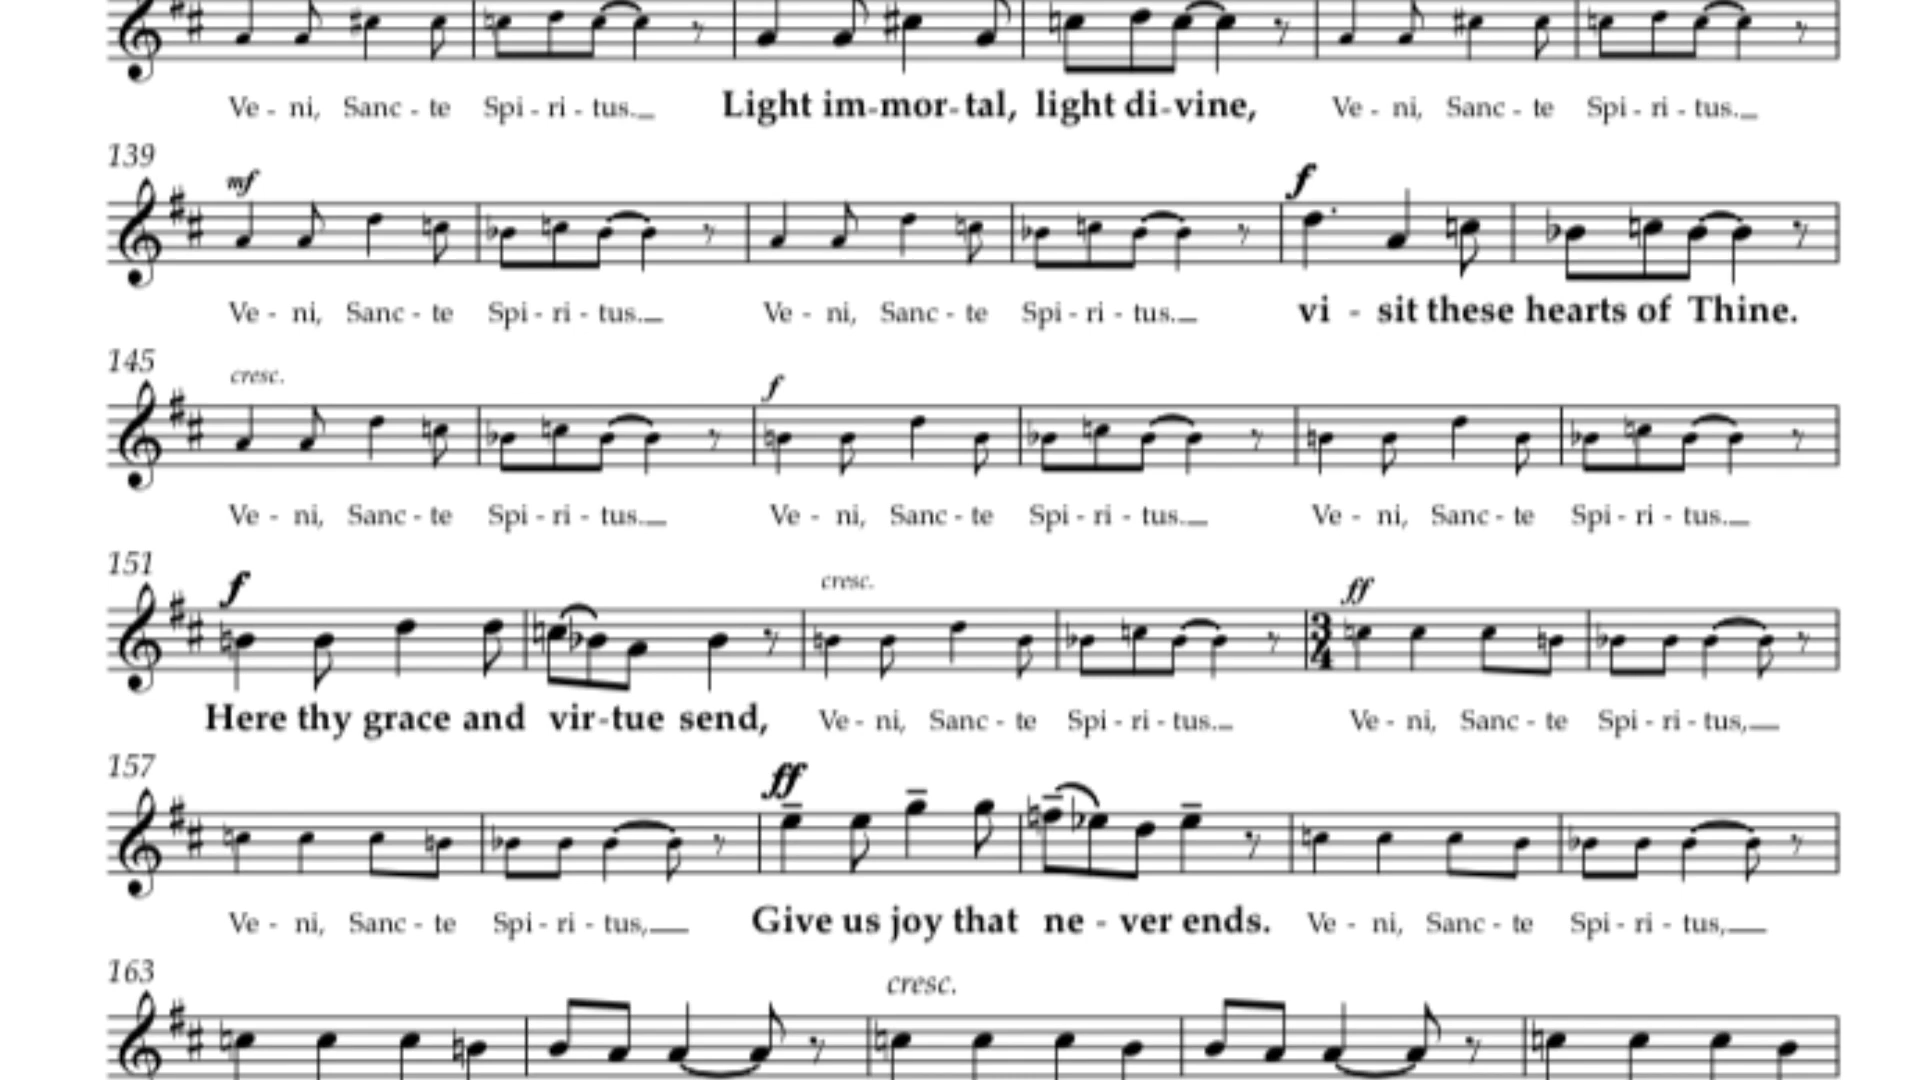 Ve - ni, Sanc - te Spi - ri - tus. Light im-mor-tal, light di-vine, Ve - ni, Sanc - te Spi - ri - tus.
139
mf f
Ve - ni, Sanc - te Spi - ri - tus. Ve - ni, Sanc - te Spi - ri - tus. vi - sit these hearts of Thine.
145
cresc. f
Ve - ni, Sanc - te Spi - ri - tus. Ve - ni, Sanc - te Spi - ri - tus. Ve - ni, Sanc - te Spi - ri - tus.
151
f cresc. ff
3
4
Here thy grace and vir-tue send, Ve - ni, Sanc - te Spi - ri - tus. Ve - ni, Sanc - te Spi - ri - tus,
157
ff
Ve - ni, Sanc - te Spi - ri - tus, Give us joy that ne - ver ends. Ve - ni, Sanc - te Spi - ri - tus,
163
cresc.